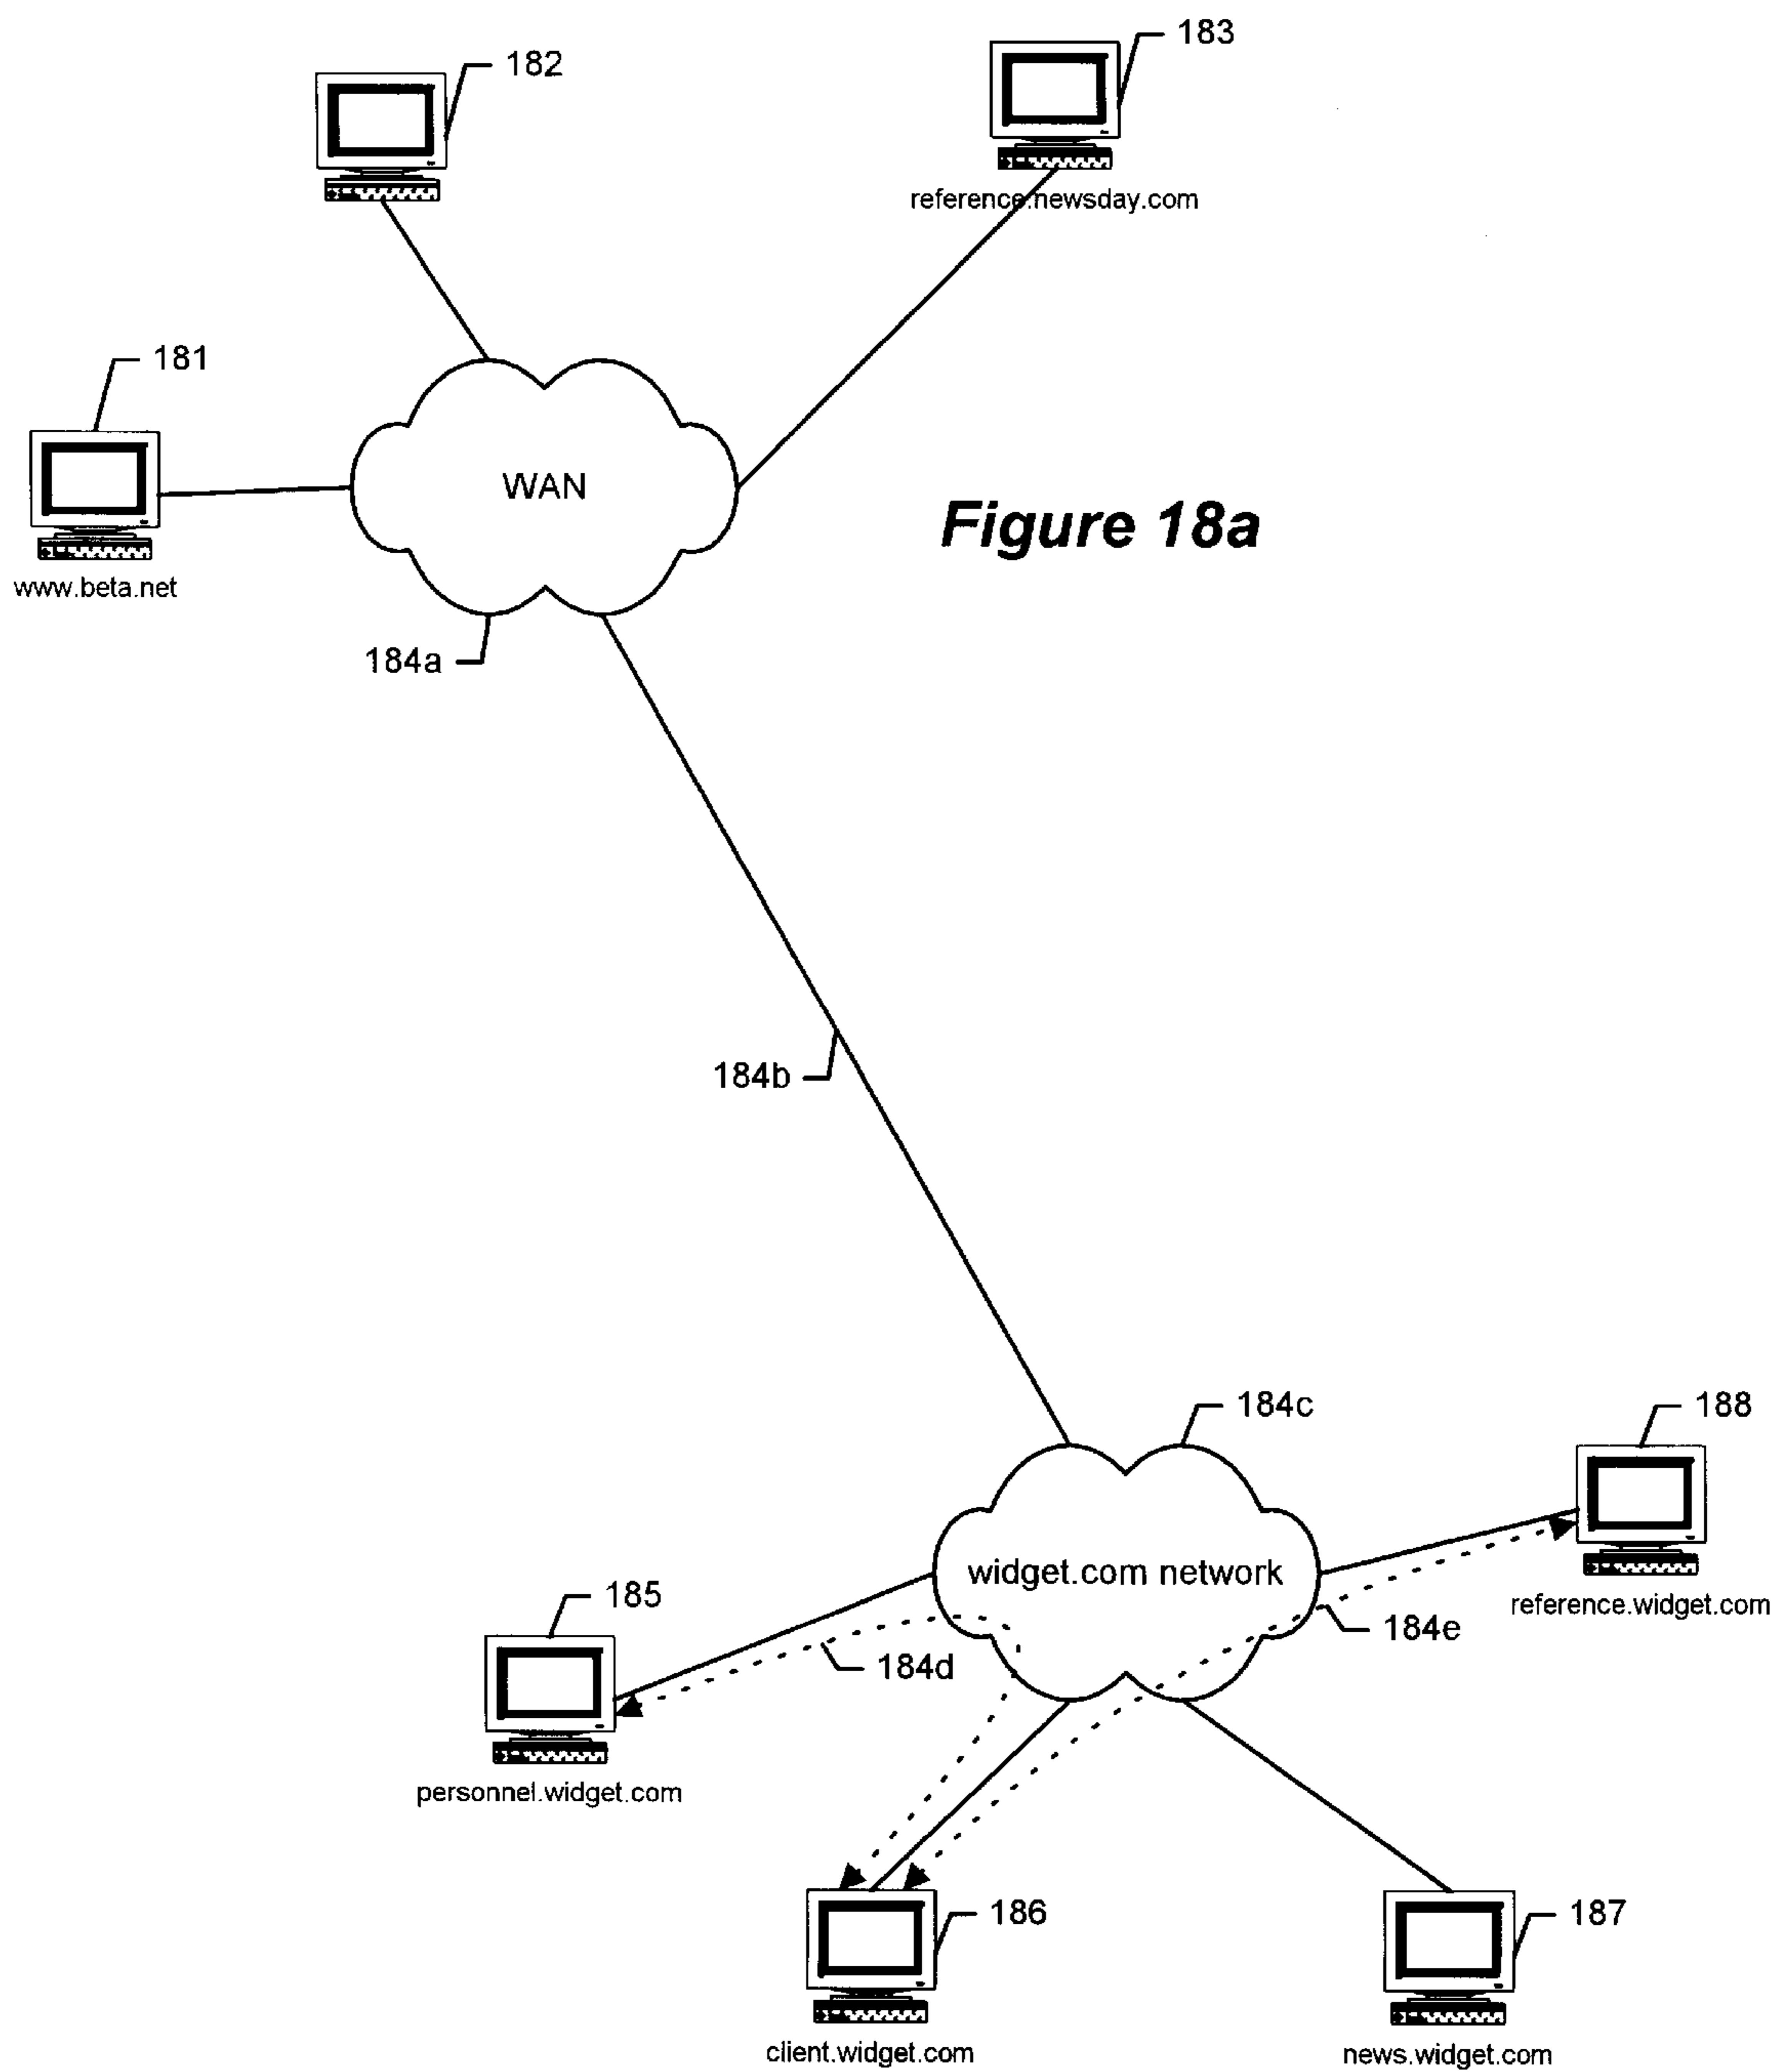 182
183
reference.newsday.com
181
WAN
Figure 18a
www.beta.net
184a
184b
184c
188
widget.com network
185
reference.widget.com
184e
184d
personnel.widget.com
186
187
client.widget.com
news.widget.com